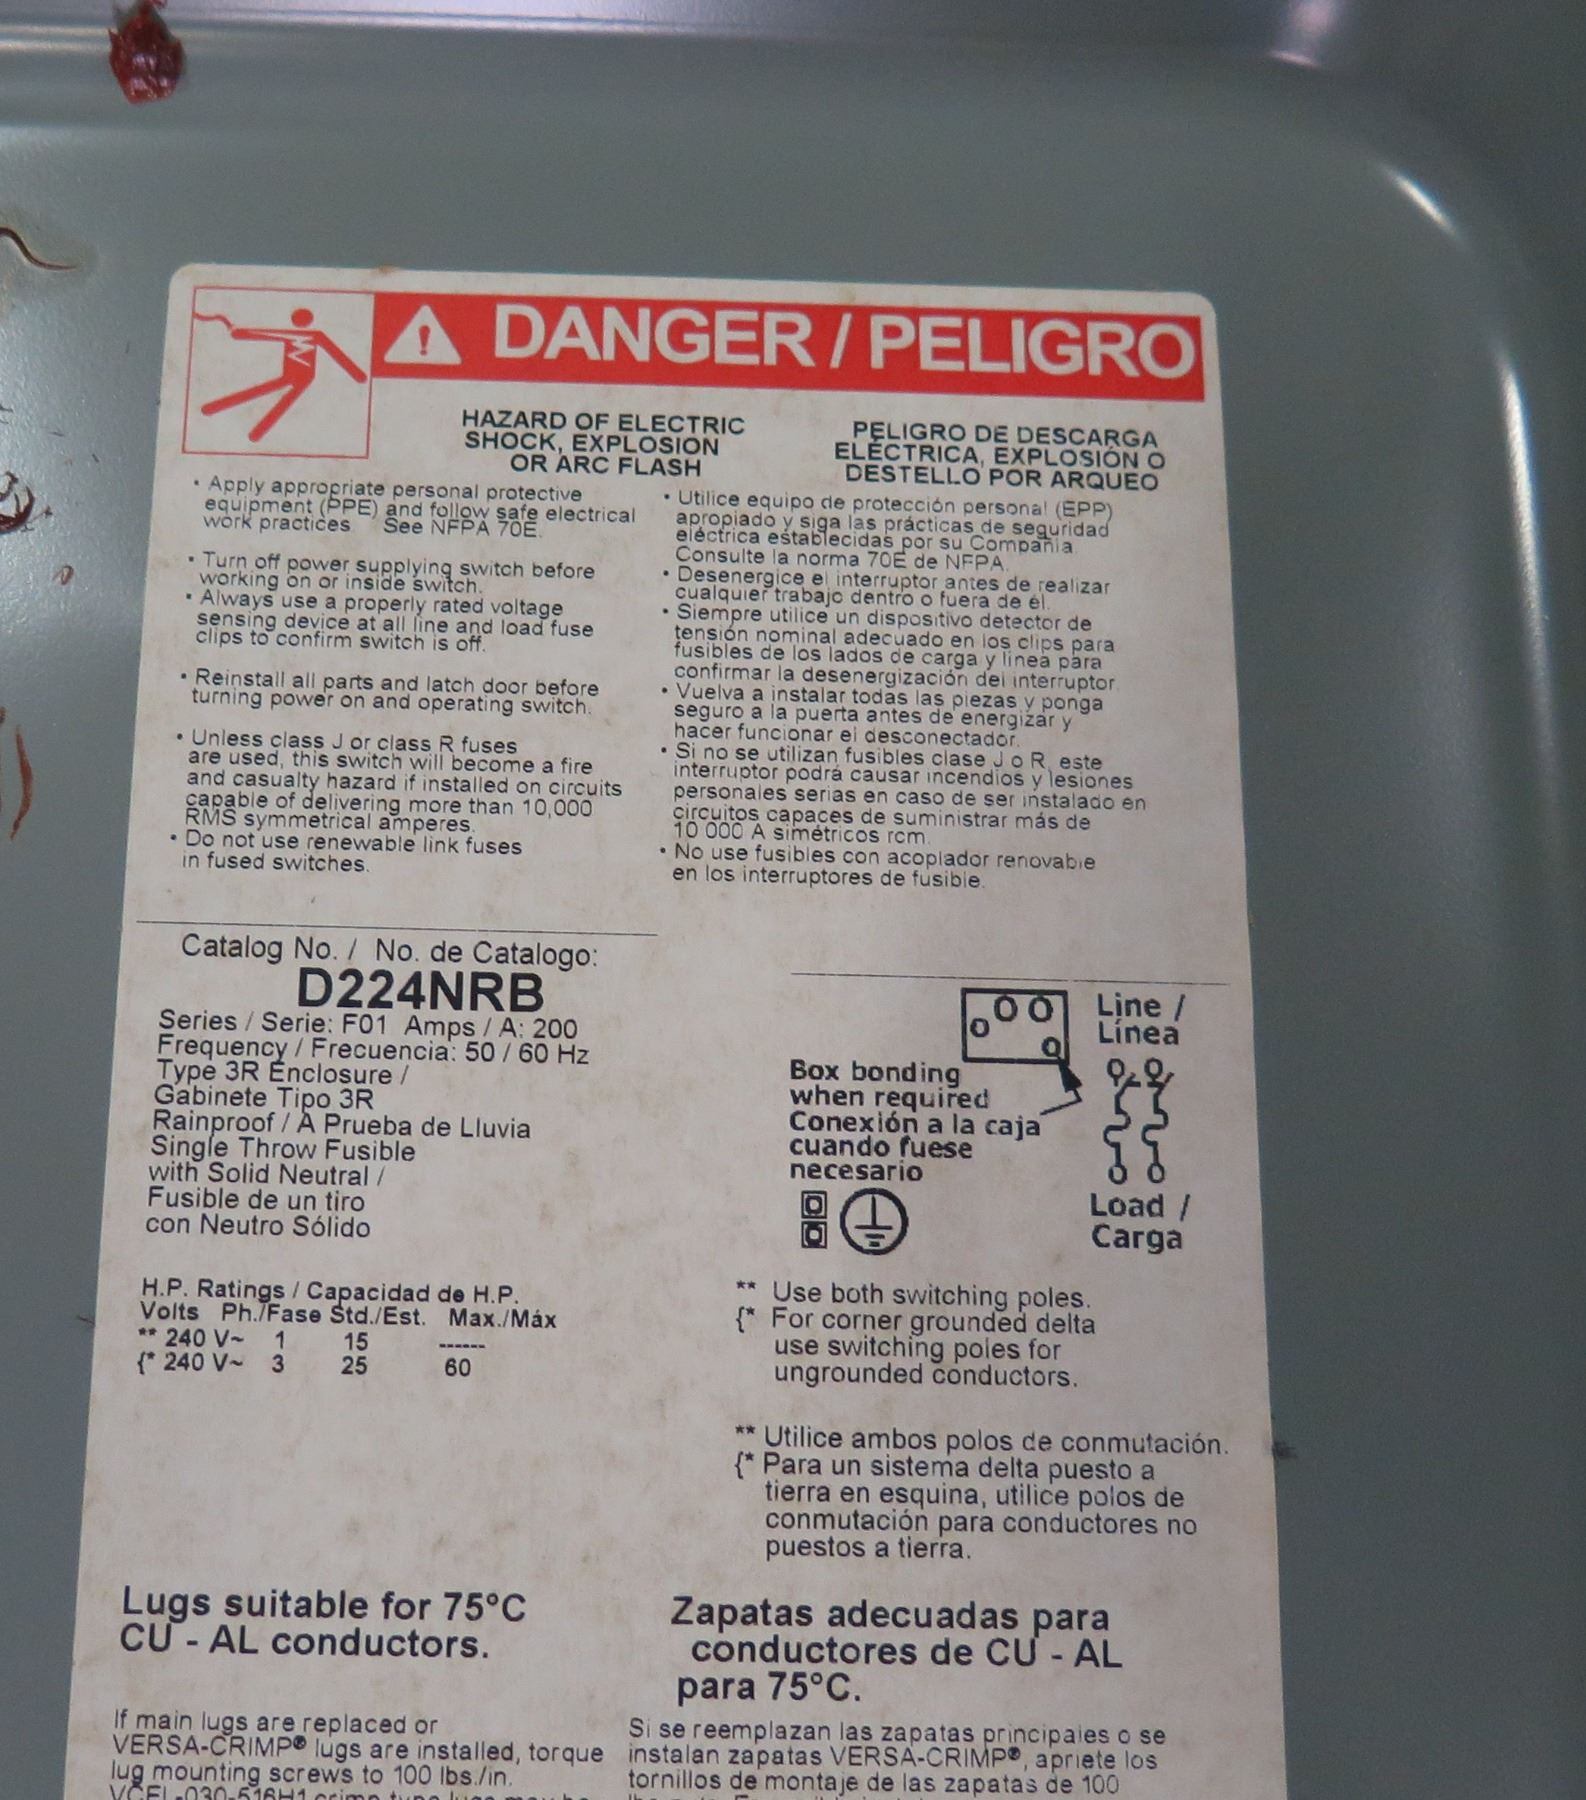 DANGER / PELIGRO
HAZARD OF ELECTRIC
SHOCK, EXPLOSION
OR ARC FLASH
• Apply appropriate personal protective
equipment (PPE) and follow safe electrical
work practices See NFPA 70E.
• Turn off power supplying switch before
working on or inside switch.
• Always use a properly rated voltage
sensing device at all line and load fuse
clips to confirm switch is off.
• Reinstall all parts and latch door before
turning power on and operating switch.
• Unless class J or class R fuses
are used, this switch will become a fire
and casualty hazard if installed on circuits
capable of delivering more than 10,000
RMS symmetrical amperes.
• Do not use renewable link fuses
in fused switches.
PELIGRO DE DESCARGA
ELÉCTRICA, EXPLOSIÓN O
DESTELLO POR ARQUEO
• Utilice equipo de protección personal (EPP)
apropiado y siga las prácticas de seguridad
eléctrica establecidas por su Compañia.
Consulte la norma 70E de NFPA.
• Desenergice el interruptor antes de realizar
cualquier trabajo dentro o fuera de él.
• Siempre utilice un dispositivo detector de
tensión nominal adecuado en los clips para
fusibles de los lados de carga y línea para
confirmar la desenergización del interruptor.
• Vuelva a instalar todas las piezas y ponga
seguro a la puerta antes de energizar y
hacer funcionar el desconectador.
• Si no se utilizan fusibles clase J o R, este
interruptor podrá causar incendios y lesiones
personales serias en caso de ser instalado en
circuitos capaces de suministrar más de
10 000 A simétricos rcm.
• No use fusibles con acoplador renovable
en los interruptores de fusible.
Catalog No. / No. de Catalogo:
D224NRB
Series / Serie: F01 Amps / A: 200
Frequency / Frecuencia: 50 / 60 Hz
Type 3R Enclosure /
Gabinete Tipo 3R
Rainproof / A Prueba de Lluvia
Single Throw Fusible
with Solid Neutral /
Fusible de un tiro
con Neutro Sólido
Line /
Línea
Box bonding
when required
Conexión a la caja
cuando fuese
necesario
Load /
Carga
H.P. Ratings / Capacidad de H.P.
Volts Ph./Fase Std./Est. Max./Máx
** 240 V~ 1 15 ------
{* 240 V~ 3 25 60
** Use both switching poles.
{* For corner grounded delta
use switching poles for
ungrounded conductors.
** Utilice ambos polos de conmutación.
{* Para un sistema delta puesto a
tierra en esquina, utilice polos de
conmutación para conductores no
puestos a tierra.
Lugs suitable for 75°C
CU - AL conductors.
Zapatas adecuadas para
conductores de CU - AL
para 75°C.
If main lugs are replaced or
VERSA-CRIMP® lugs are installed, torque
lug mounting screws to 100 lbs./in.
VCEL-030-516H1 crimp type lugs may be
Si se reemplazan las zapatas principales o se
instalan zapatas VERSA-CRIMP®, apriete los
tornillos de montaje de las zapatas de 100